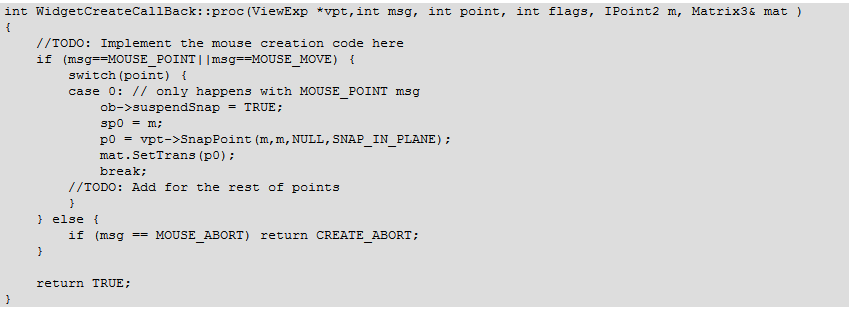 int WidgetCreateCallBack::proc(ViewExp *vpt,int msg, int point, int flags, IPoint2 m, Matrix3& mat )
{
    //TODO: Implement the mouse creation code here
    if (msg==MOUSE_POINT||msg==MOUSE_MOVE) {
        switch(point) {
        case 0: // only happens with MOUSE_POINT msg
            ob->suspendSnap = TRUE;
            sp0 = m;
            p0 = vpt->SnapPoint(m,m,NULL,SNAP_IN_PLANE);
            mat.SetTrans(p0);
            break;
        //TODO: Add for the rest of points
        }
    } else {
        if (msg == MOUSE_ABORT) return CREATE_ABORT;
    }

    return TRUE;
}